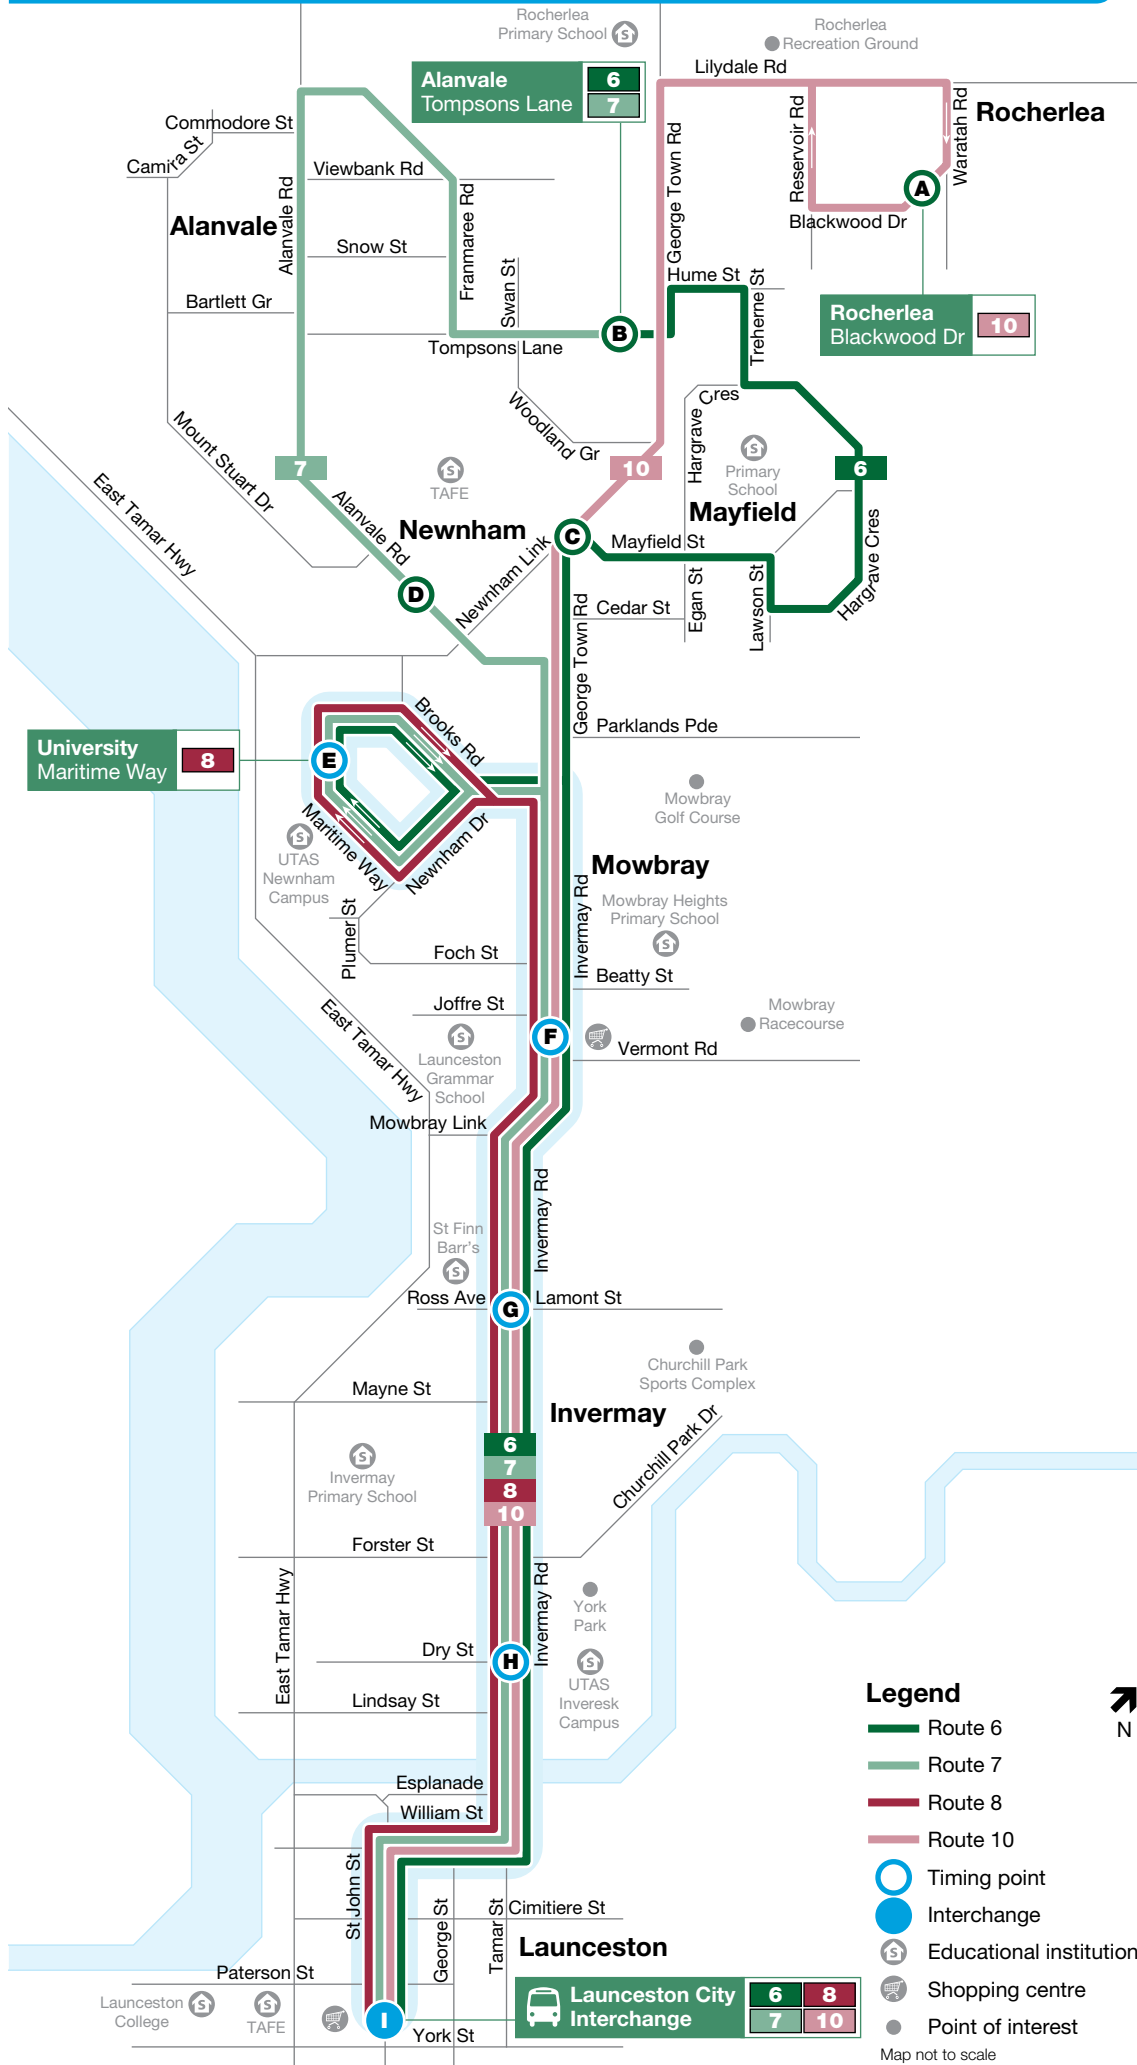 Rocherlea
Primary School
Rocherlea
Recreation Ground
Lilydale Rd
Alanvale
Tompsons Lane
6
7
Rocherlea
Commodore St
Camira St
Viewbank Rd
Alanvale Rd
Alanvale
Franmaree Rd
George Town Rd
Reservoir Rd
Waratah Rd
A
Blackwood Dr
Snow St
Swan St
Hume St
Treherne St
Bartlett Gr
Rocherlea
Blackwood Dr
10
B
Tompsons Lane
Woodland Gr
Hargrave
Cres
Mount Stuart Dr
East Tamar Hwy
7
Alanvale Rd
TAFE
10
Primary
School
6
Newnham
Mayfield
C
Mayfield St
Newnham Link
Hargrave Cres
D
Cedar St
Egan St
Lawson St
George Town Rd
Brooks Rd
Parklands Pde
University
Maritime Way
8
E
Mowbray
Golf Course
Maritime Way
Newnham Dr
UTAS
Newnham
Campus
Mowbray
Plumer St
Invermay Rd
Mowbray Heights
Primary School
Foch St
Beatty St
Joffre St
Mowbray
Racecourse
East Tamar Hwy
F
Vermont Rd
Launceston
Grammar
School
Mowbray Link
Invermay Rd
St Finn
Barr's
Ross Ave
G
Lamont St
Churchill Park
Sports Complex
Mayne St
Invermay
Churchill Park Dr
6
7
8
10
Invermay
Primary School
Forster St
East Tamar Hwy
Invermay Rd
York
Park
Dry St
H
UTAS
Inveresk
Campus
Lindsay St
Esplanade
William St
St John St
George St
Tamar St
Cimitiere St
Launceston
Paterson St
Launceston
College
TAFE
I
York St
Launceston City
Interchange
6
8
7
10
Legend
N
Route 6
Route 7
Route 8
Route 10
Timing point
Interchange
Educational institution
Shopping centre
Point of interest
Map not to scale